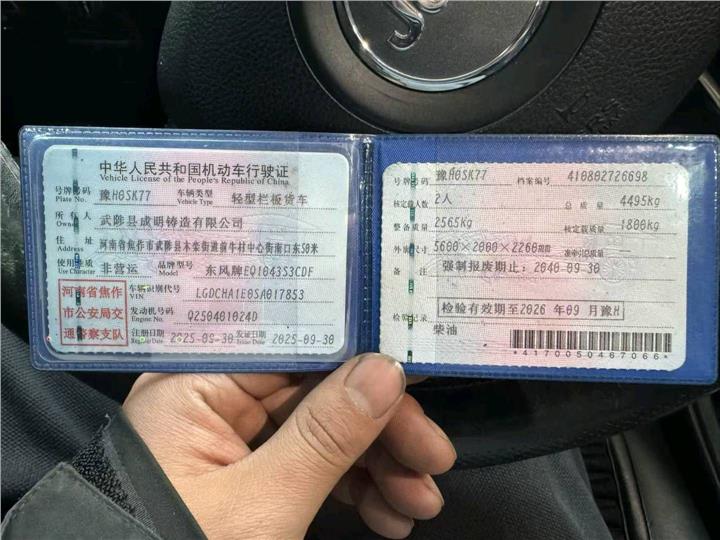 中华人民共和国机动车行驶证
Vehicle License of the People's Republic of China
号牌号码 豫H0SK77 车辆类型 轻型栏板货车
Plate No. Vehicle Type
所有人 武陟县成明铸造有限公司
Owner
住址 河南省焦作市武陟县木栾街道前牛村中心街南口东50米
Address
使用性质 非营运 品牌型号 东风牌EQ1043S3CDF
Use Character Model
河南省焦作
市公安局交
通警察支队
车辆识别代号 LGDCHA1E0SA017853
VIN
发动机号码 Q250401024D
Engine No.
注册日期 2025-09-30 发证日期 2025-09-30
Register Date Issue Date
号牌号码 豫H0SK77 档案编号 410802726698
核定载人数 2人 总质量 4495kg
整备质量 2565kg 核定载质量 1800kg
外廓尺寸 5600×2000×2260mm 准牵引总质量
备注 强制报废期止：2040-09-30
检验记录 检验有效期至2026年09月豫H
柴油
*4170050467066*